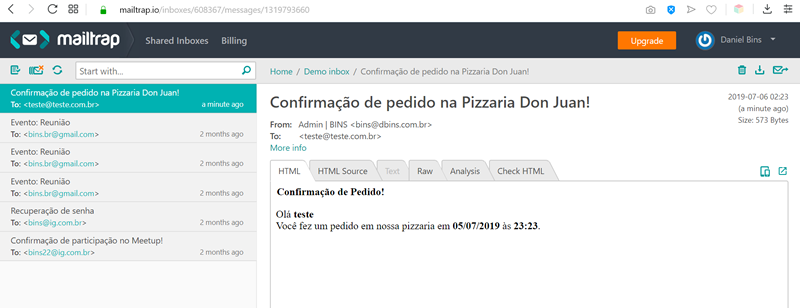 mailtrap.io/inboxes/608367/messages/1319793660
mailtrap
Shared Inboxes
Billing
Upgrade
Daniel Bins
Start with...
Confirmação de pedido na Pizzaria Don Juan!
To: <teste@teste.com.br>
a minute ago
Evento: Reunião
To: <bins.br@gmail.com>
2 months ago
Evento: Reunião
To: <bins.br@gmail.com>
2 months ago
Evento: Reunião
To: <bins.br@gmail.com>
2 months ago
Recuperação de senha
To: <bins@ig.com.br>
2 months ago
Confirmação de participação no Meetup!
To: <bins22@ig.com.br>
2 months ago
Home / Demo inbox / Confirmação de pedido na Pizzaria Don Juan!
Confirmação de pedido na Pizzaria Don Juan!
2019-07-06 02:23
(a minute ago)
Size: 573 Bytes
From: Admin | BINS <bins@dbins.com.br>
To: <teste@teste.com.br>
More info
HTML
HTML Source
Text
Raw
Analysis
Check HTML
Confirmação de Pedido!
Olá teste
Você fez um pedido em nossa pizzaria em 05/07/2019 às 23:23.